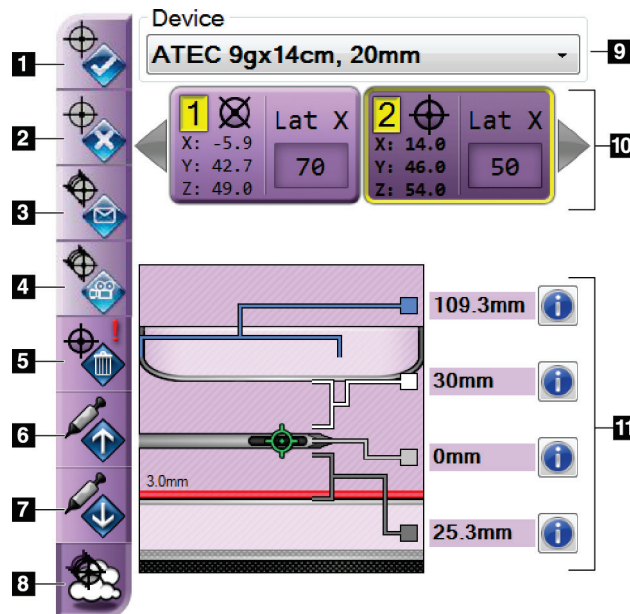 Device
ATEC 9gx14cm, 20mm
9
1
2
3
4
5
6
7
8
1
Lat X
X: -5.9
Y: 42.7
Z: 49.0
70
2
Lat X
X: 14.0
Y: 46.0
Z: 54.0
50
10
109.3mm
30mm
0mm
3.0mm
25.3mm
11